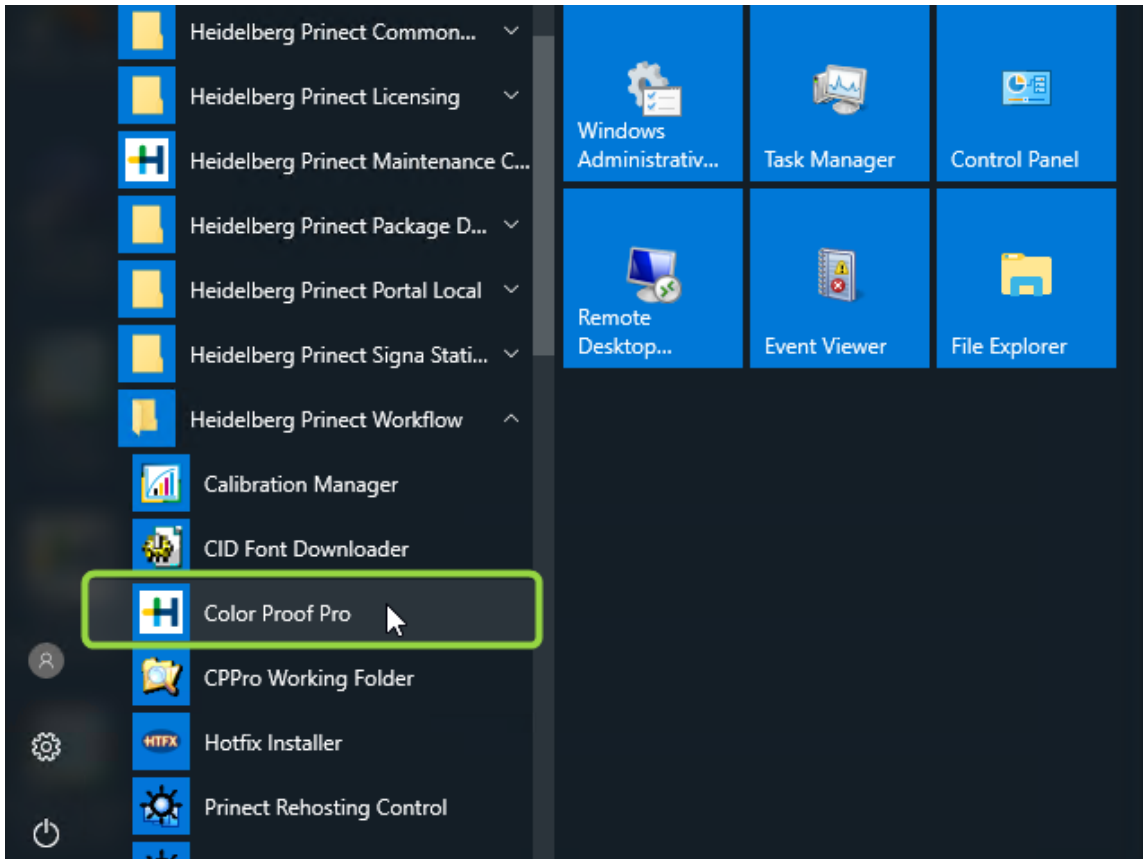 Heidelberg Prinect Common...
Heidelberg Prinect Licensing
Heidelberg Prinect Maintenance C...
Heidelberg Prinect Package D...
Heidelberg Prinect Portal Local
Heidelberg Prinect Signa Stati...
Heidelberg Prinect Workflow
Calibration Manager
CID Font Downloader
Color Proof Pro
CPPro Working Folder
HTFX
Hotfix Installer
Prinect Rehosting Control
Windows
Administrativ...
Task Manager
Control Panel
Remote
Desktop...
Event Viewer
File Explorer